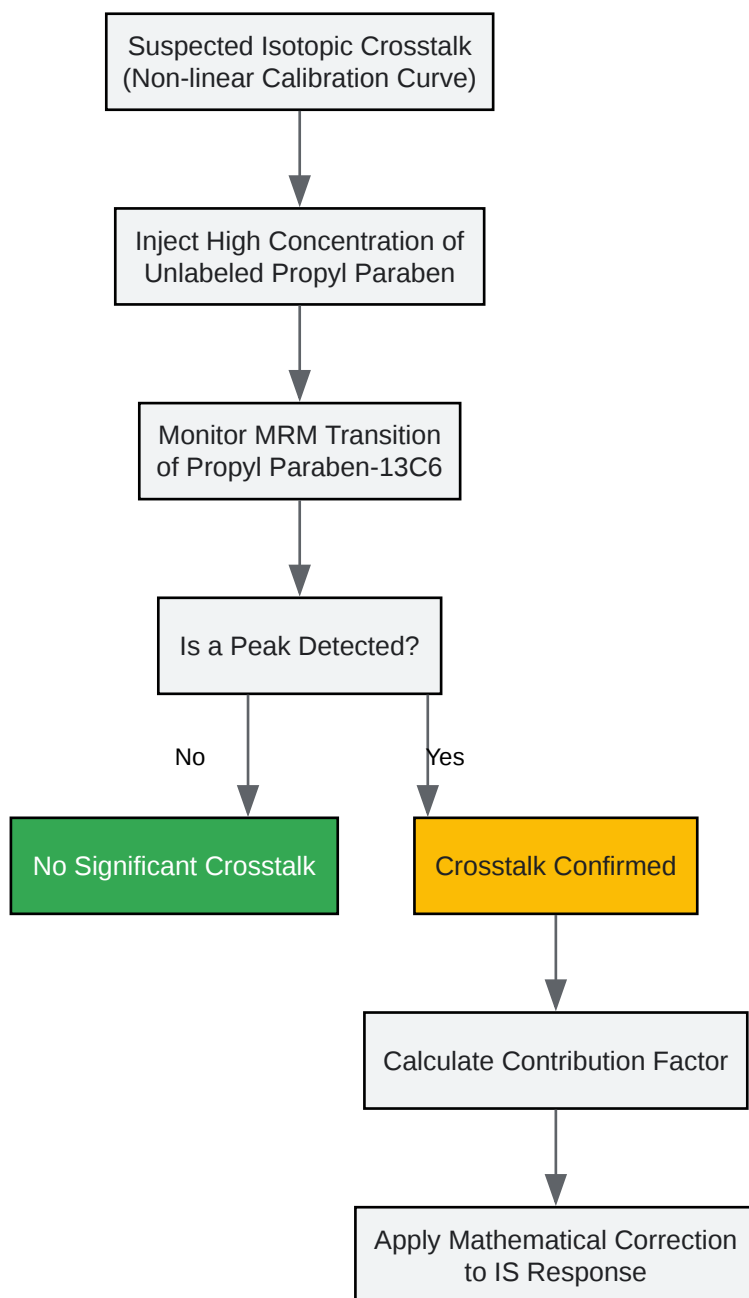 Suspected Isotopic Crosstalk
(Non-linear Calibration Curve)
Inject High Concentration of
Unlabeled Propyl Paraben
Monitor MRM Transition
of Propyl Paraben-13C6
Is a Peak Detected?
No
Yes
No Significant Crosstalk
Crosstalk Confirmed
Calculate Contribution Factor
Apply Mathematical Correction
to IS Response